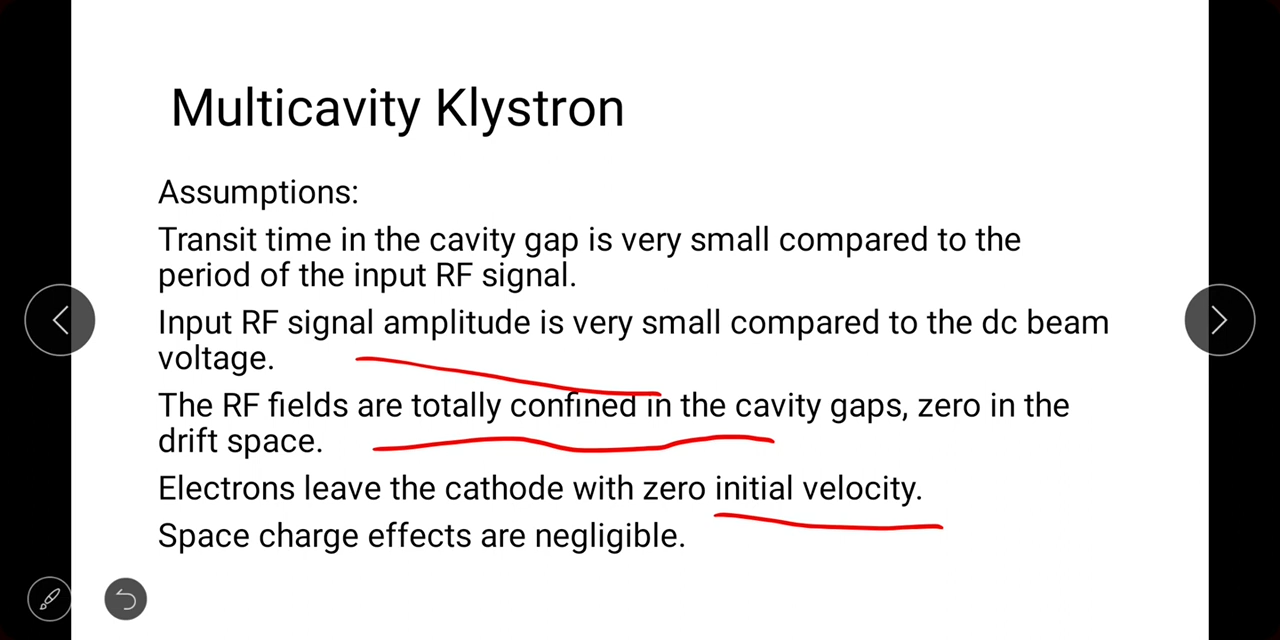 Multicavity Klystron
Assumptions:
Transit time in the cavity gap is very small compared to the
period of the input RF signal.
Input RF signal amplitude is very small compared to the dc beam
voltage.
The RF fields are totally confined in the cavity gaps, zero in the
drift space.
Electrons leave the cathode with zero initial velocity.
Space charge effects are negligible.